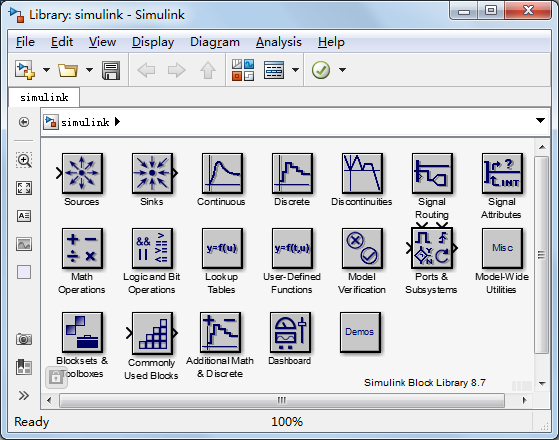 Library: simulink - Simulink
File Edit View Display Diagram Analysis Help
simulink
simulink
Sources Sinks Continuous Discrete Discontinuities Signal Routing Signal Attributes
&& >=
|| <=
==
y=f(u) y=f(t,u) Misc
? INT
Y N
Math Operations Logic and Bit Operations Lookup Tables User-Defined Functions Model Verification Ports & Subsystems Model-Wide Utilities
Demos
Blocksets & Toolboxes Commonly Used Blocks Additional Math & Discrete Dashboard
Simulink Block Library 8.7
Ready 100%